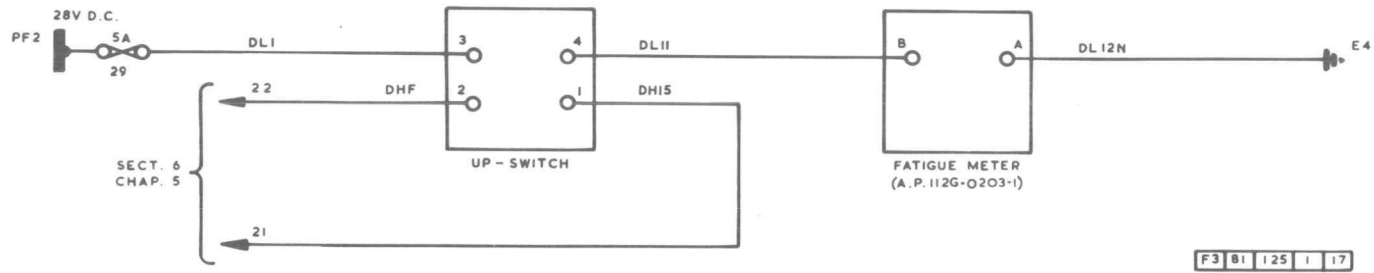 28V D.C.
PF2
5A
29
DL1
3
4
DL11
B
A
DL12N
E4
22
DHF
2
1
DH15
SECT. 6
CHAP. 5
21
UP-SWITCH
FATIGUE METER
(A.P. 112G-0203-1)
F3 B1 125 1 17